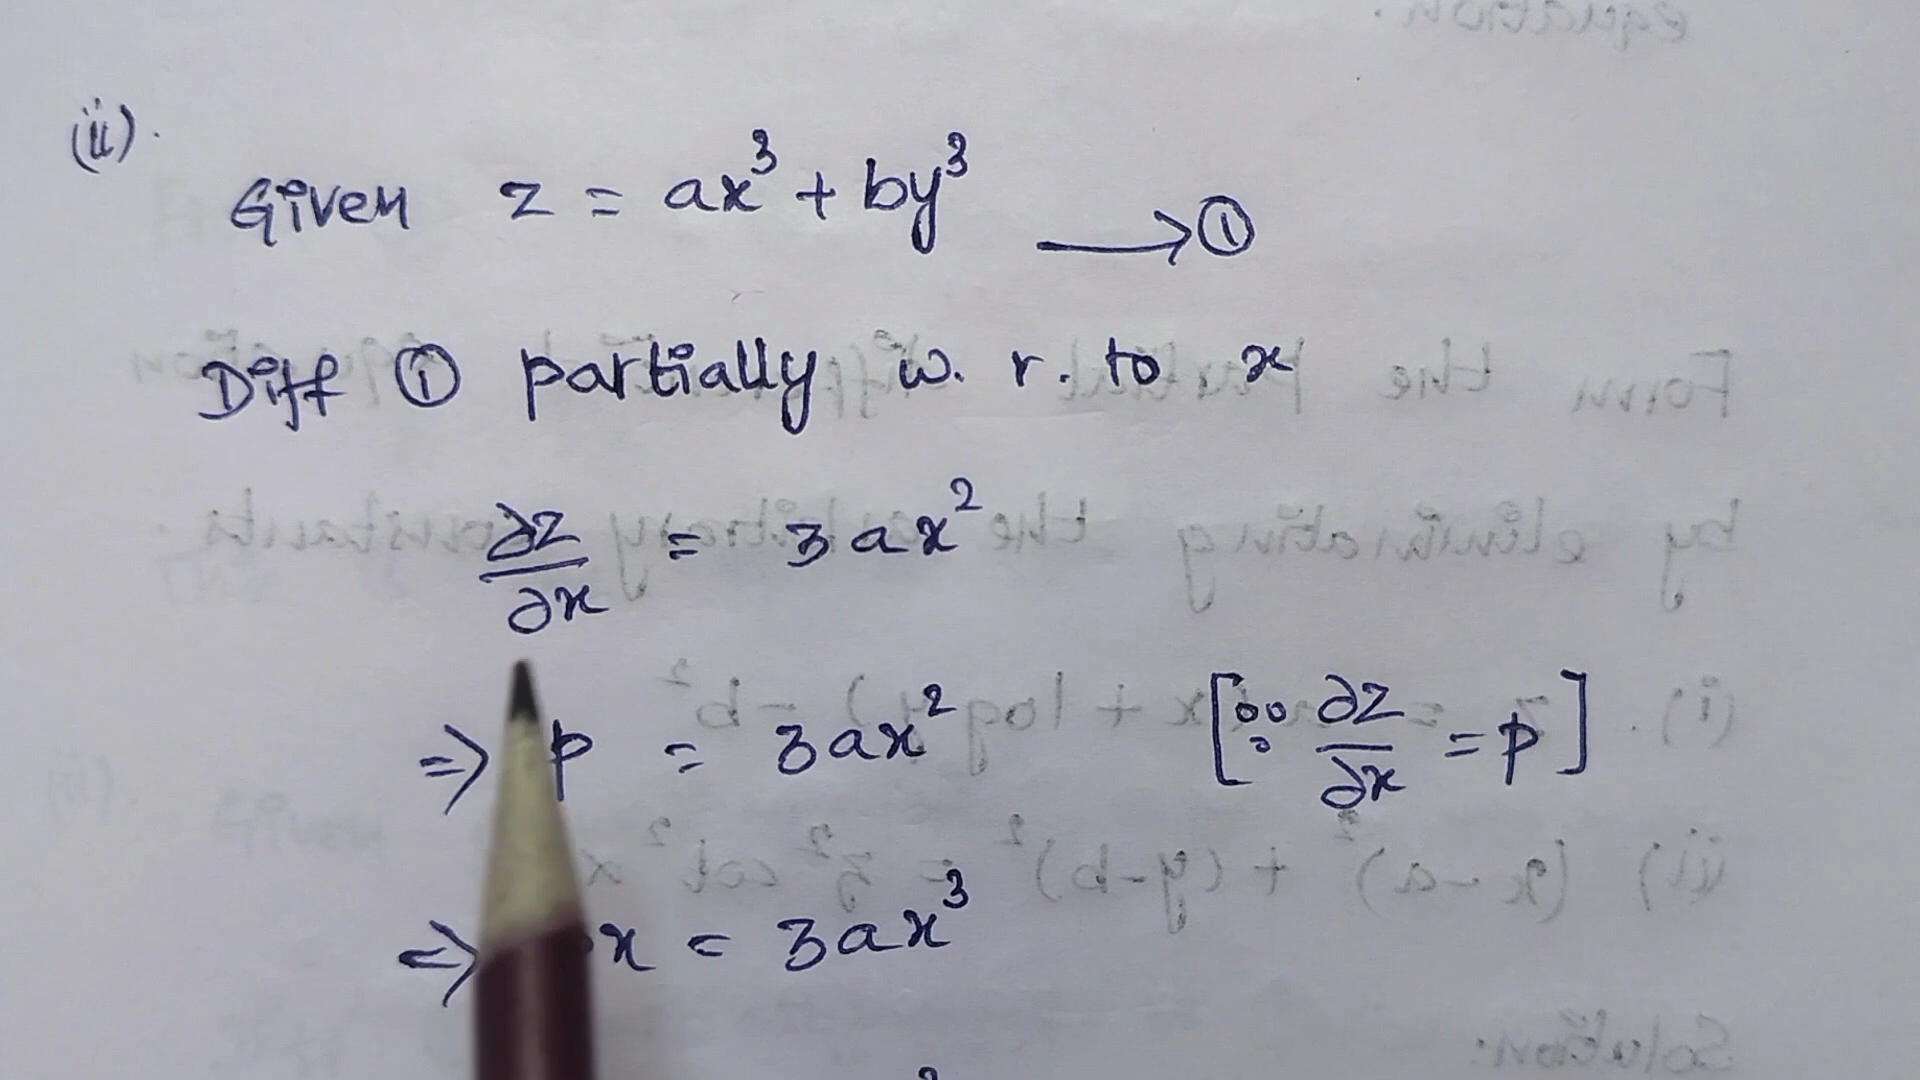 (ii).
Given z = ax³ + by³ ⟶ ①
Diff ① partially w. r. to x
∂z/∂x = 3ax²
⇒ p = 3ax² [∵ ∂z/∂x = p]
⇒ x = 3ax³